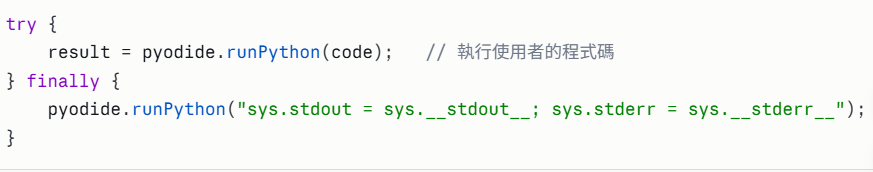 try {
    result = pyodide.runPython(code);   // 執行使用者的程式碼
} finally {
    pyodide.runPython("sys.stdout = sys.__stdout__; sys.stderr = sys.__stderr__");
}